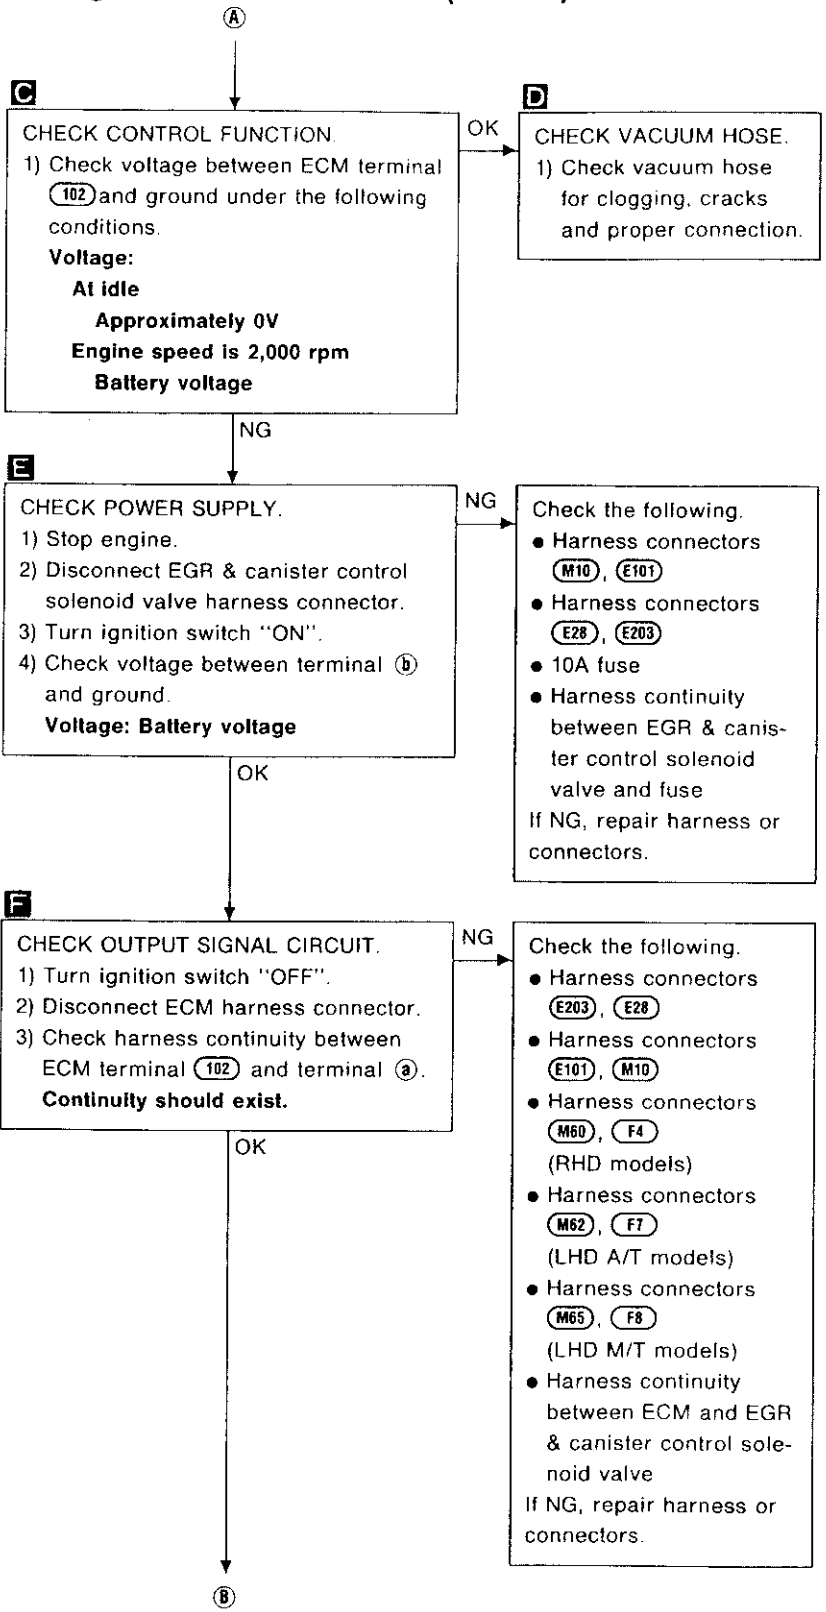 A
C
CHECK CONTROL FUNCTION.
1) Check voltage between ECM terminal
102 and ground under the following
conditions.
Voltage:
At idle
Approximately 0V
Engine speed is 2,000 rpm
Battery voltage
OK
D
CHECK VACUUM HOSE.
1) Check vacuum hose
for clogging, cracks
and proper connection.
NG
E
CHECK POWER SUPPLY.
1) Stop engine.
2) Disconnect EGR & canister control
solenoid valve harness connector.
3) Turn ignition switch "ON".
4) Check voltage between terminal b
and ground.
Voltage: Battery voltage
NG
Check the following.
● Harness connectors
M10, E101
● Harness connectors
E28, E203
● 10A fuse
● Harness continuity
between EGR & canis-
ter control solenoid
valve and fuse
If NG, repair harness or
connectors.
OK
F
CHECK OUTPUT SIGNAL CIRCUIT.
1) Turn ignition switch "OFF".
2) Disconnect ECM harness connector.
3) Check harness continuity between
ECM terminal 102 and terminal a.
Continuity should exist.
NG
Check the following.
● Harness connectors
E203, E28
● Harness connectors
E101, M10
● Harness connectors
M60, F4
(RHD models)
● Harness connectors
M62, F7
(LHD A/T models)
● Harness connectors
M65, F8
(LHD M/T models)
● Harness continuity
between ECM and EGR
& canister control sole-
noid valve
If NG, repair harness or
connectors.
OK
B